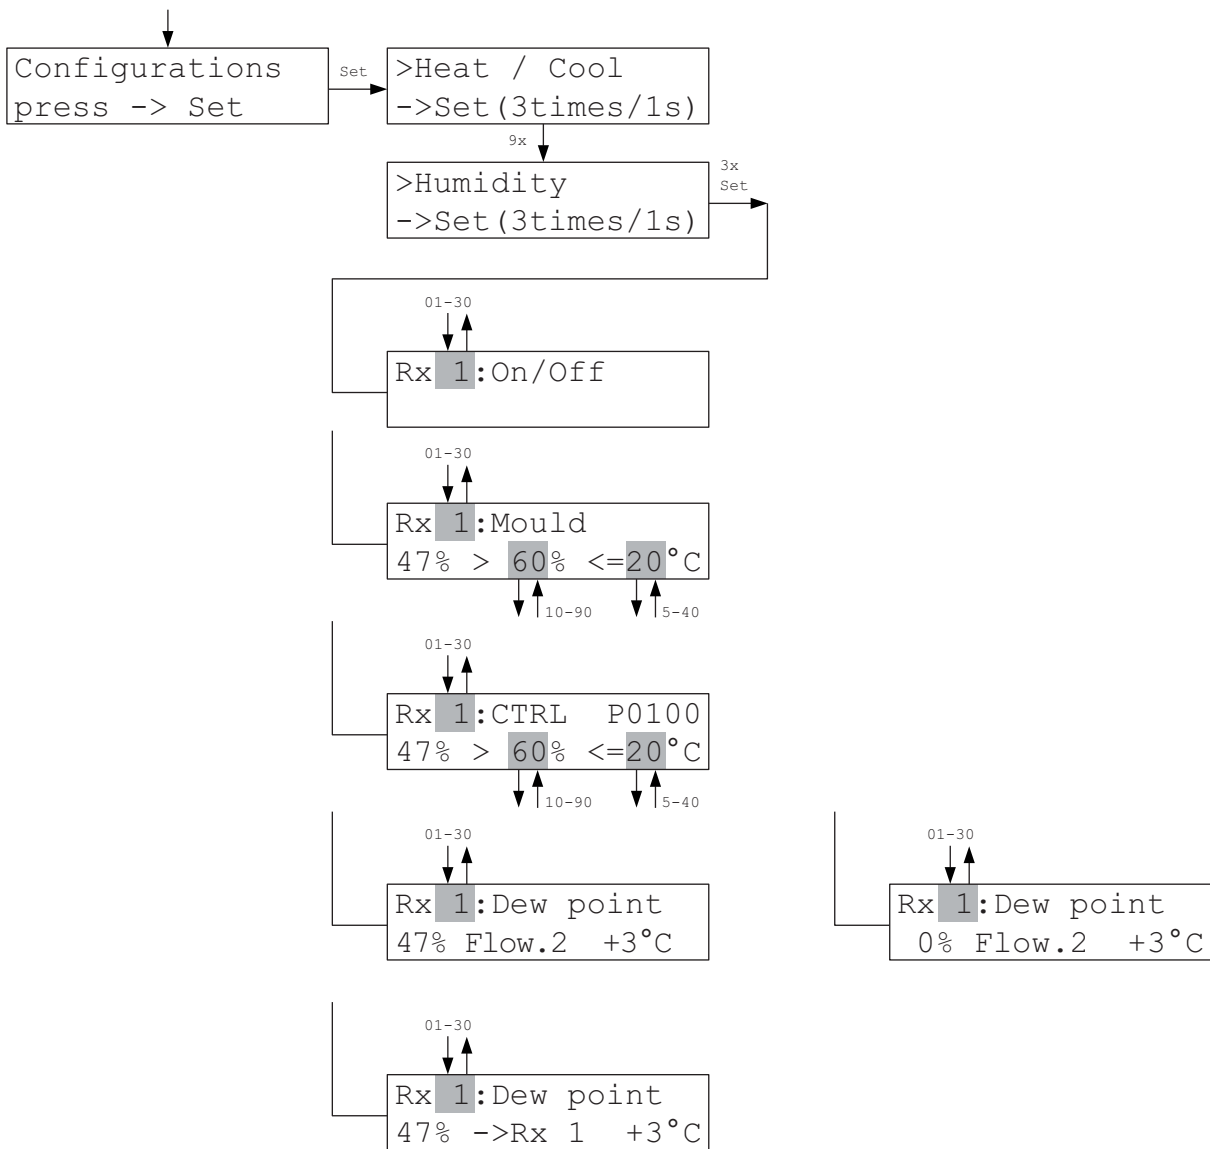 Configurations
press -> Set
Set
>Heat / Cool
->Set(3times/1s)
9x
>Humidity
->Set(3times/1s)
3x
Set
01-30
Rx 1:On/Off
01-30
Rx 1:Mould
47% > 60% <=20°C
10-90
5-40
01-30
Rx 1:CTRL P0100
47% > 60% <=20°C
10-90
5-40
01-30
Rx 1:Dew point
47% Flow.2 +3°C
01-30
Rx 1:Dew point
0% Flow.2 +3°C
01-30
Rx 1:Dew point
47% ->Rx 1 +3°C